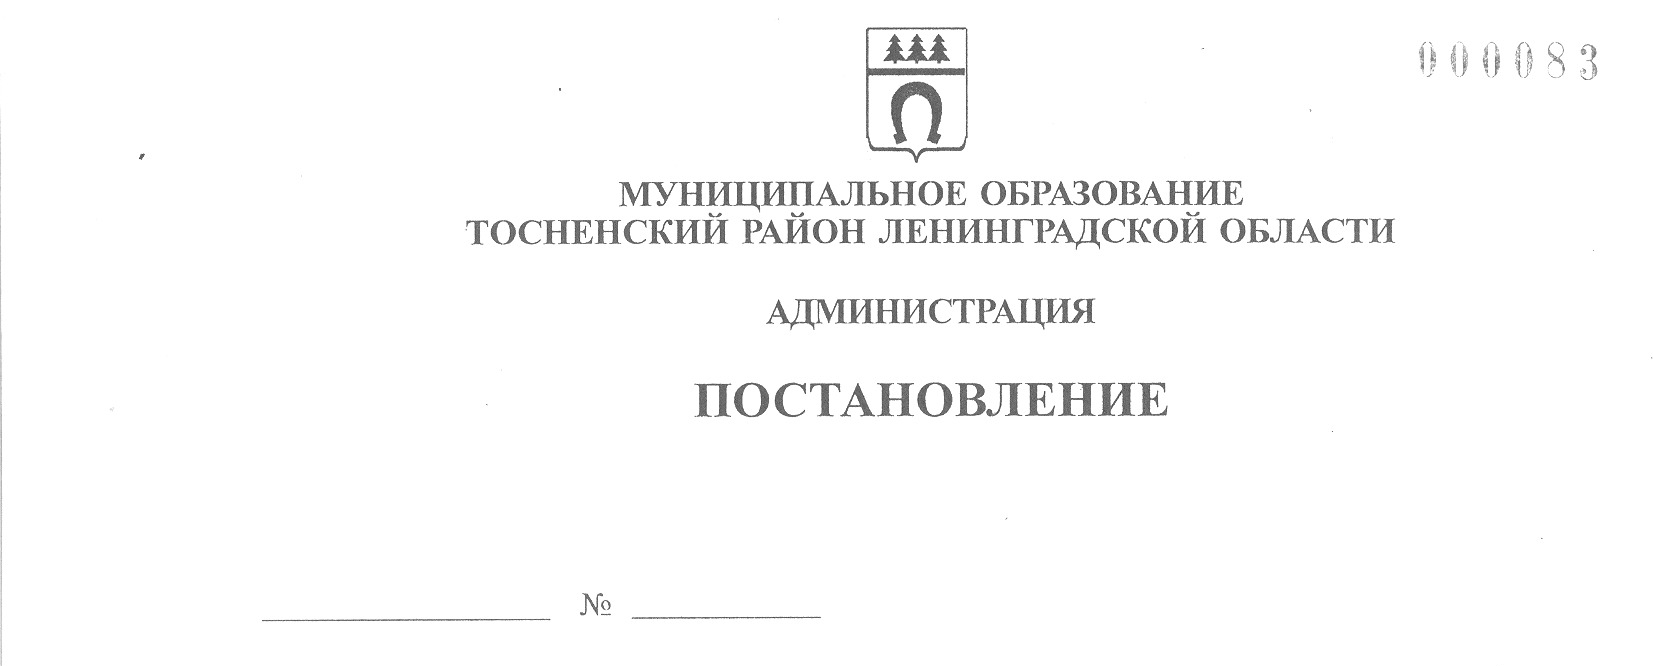 000083
МУНИЦИПАЛЬНОЕ ОБРАЗОВАНИЕ
ТОСНЕНСКИЙ РАЙОН ЛЕНИНГРАДСКОЙ ОБЛАСТИ
АДМИНИСТРАЦИЯ
ПОСТАНОВЛЕНИЕ
№